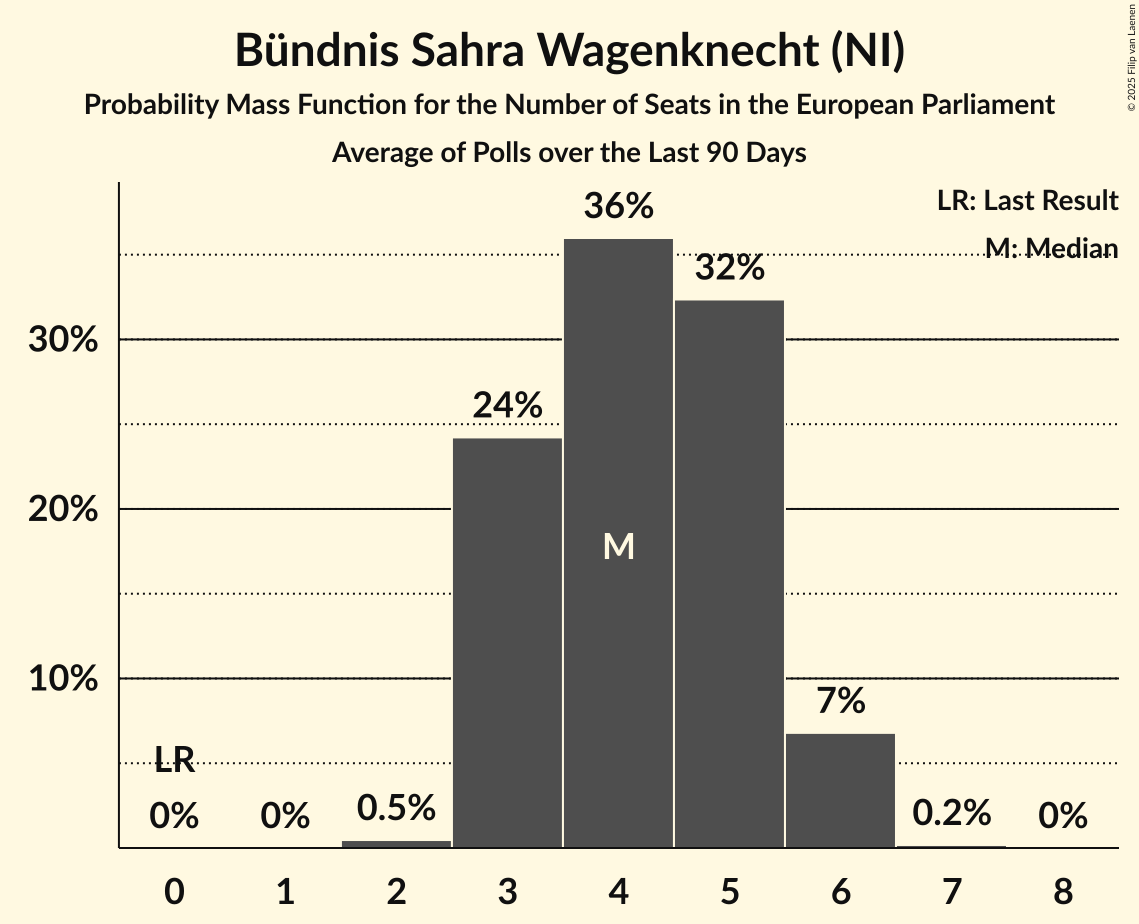 Bündnis Sahra Wagenknecht (NI)
Probability Mass Function for the Number of Seats in the European Parliament
Average of Polls over the Last 90 Days
© 2025 Filip van Laenen
LR: Last Result
M: Median
36%
32%
30%
24%
20%
M
10%
7%
LR
0% 0% 0.5% 0.2% 0%
0 1 2 3 4 5 6 7 8